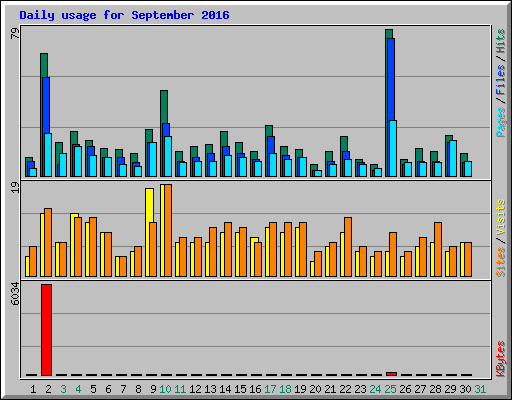 Daily usage for September 2016
79
Pages / Files / Hits
19
Sites / Visits
6034
KBytes
1 2 3 4 5 6 7 8 9 10 11 12 13 14 15 16 17 18 19 20 21 22 23 24 25 26 27 28 29 30 31